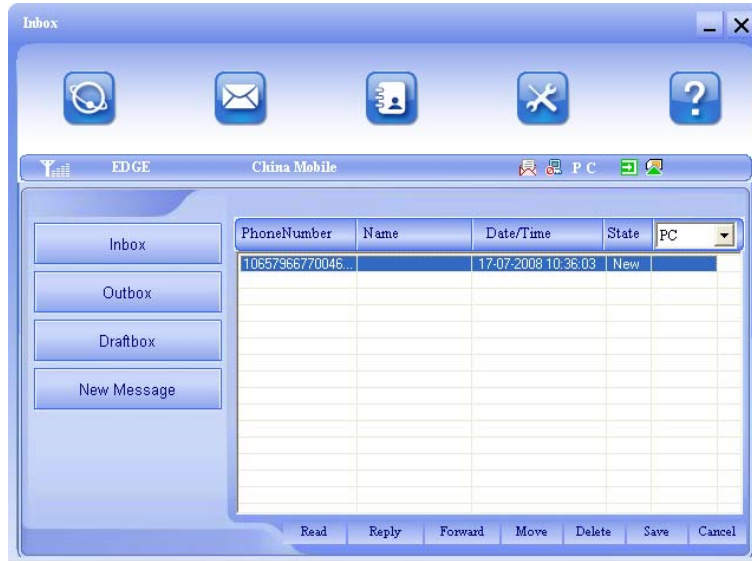 Inbox
EDGE China Mobile P C
PhoneNumber Name Date/Time State PC
10657966770046... 17-07-2008 10:36:03 New
Inbox
Outbox
Draftbox
New Message
Read Reply Forward Move Delete Save Cancel